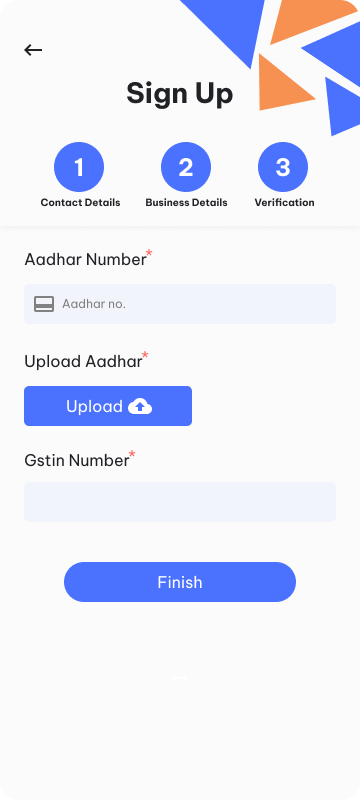 Sign Up
1 2 3
Contact Details Business Details Verification
Aadhar Number*
Aadhar no.
Upload Aadhar*
Upload
Gstin Number*
Finish